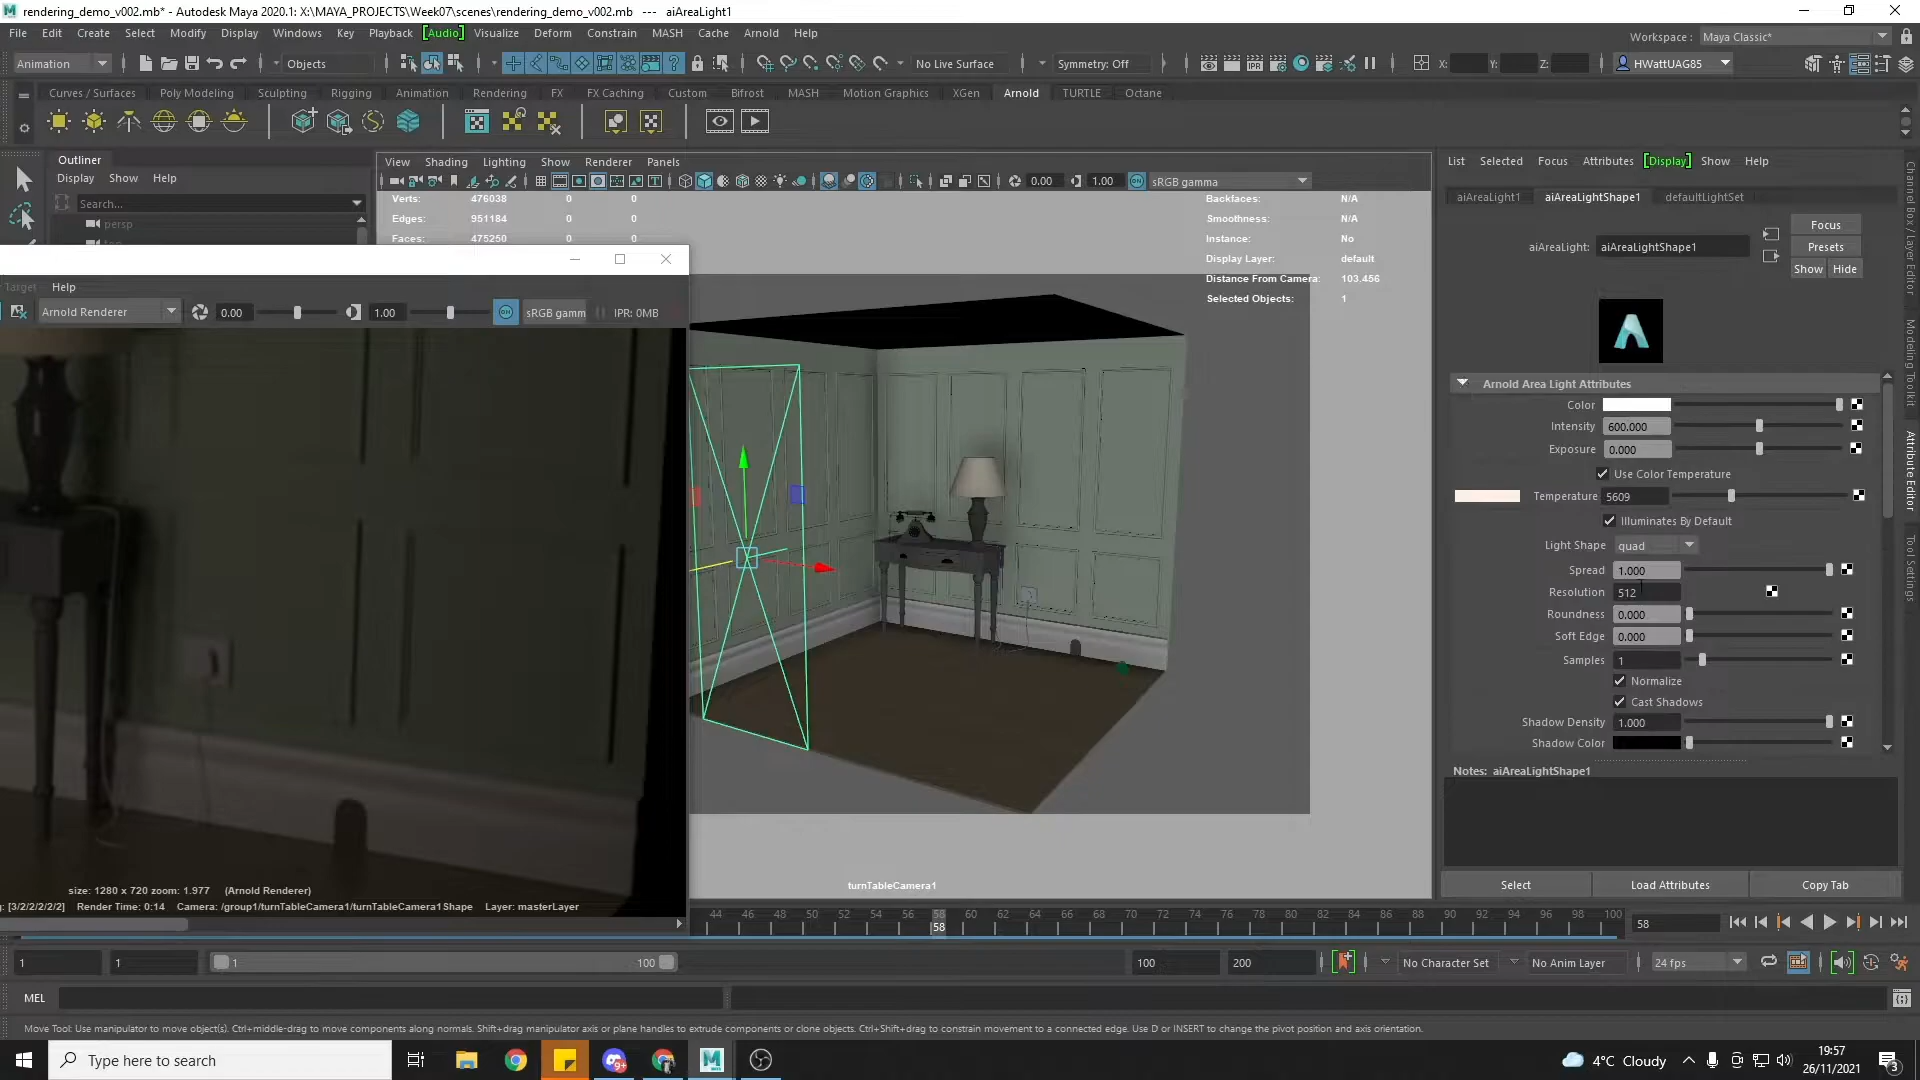 rendering_demo_v002.mb* - Autodesk Maya 2020.1: X:\MAYA_PROJECTS\Week07\scenes\rendering_demo_v002.mb --- aiAreaLight1
File Edit Create Select Modify Display Windows Key Playback [Audio] Visualize Deform Constrain MASH Cache Arnold Help
Workspace : Maya Classic*
Animation Objects No Live Surface Symmetry: Off X: Y: Z: HWattUAG85
Curves / Surfaces Poly Modeling Sculpting Rigging Animation Rendering FX FX Caching Custom Bifrost MASH Motion Graphics XGen Arnold TURTLE Octane
Outliner
Display Show Help
Search...
persp
View Shading Lighting Show Renderer Panels
0.00 1.00 sRGB gamma
Verts: 476038 0 0
Edges: 951184 0 0
Faces: 475250 0 0
Backfaces: N/A
Smoothness: N/A
Instance: No
Display Layer: default
Distance From Camera: 103.456
Selected Objects: 1
Target Help
Arnold Renderer 0.00 1.00 ON sRGB gamm IPR: 0MB
size: 1280 x 720 zoom: 1.977 (Arnold Renderer)
g: [3/2/2/2/2/2] Render Time: 0:14 Camera: /group1/turnTableCamera1/turnTableCamera1Shape Layer: masterLayer
turnTableCamera1
List Selected Focus Attributes [Display] Show Help
aiAreaLight1 aiAreaLightShape1 defaultLightSet
aiAreaLight: aiAreaLightShape1
Focus
Presets
Show Hide
Arnold Area Light Attributes
Color
Intensity 600.000
Exposure 0.000
Use Color Temperature
Temperature 5609
Illuminates By Default
Light Shape quad
Spread 1.000
Resolution 512
Roundness 0.000
Soft Edge 0.000
Samples 1
Normalize
Cast Shadows
Shadow Density 1.000
Shadow Color
Notes: aiAreaLightShape1
Select Load Attributes Copy Tab
Channel Box / Layer Editor
Modeling Toolkit
Attribute Editor
Tool Settings
44 46 48 50 52 54 56 58 60 62 64 66 68 70 72 74 76 78 80 82 84 86 88 90 92 94 96 98 100
58
58
1 1 1 100 100 200 No Character Set No Anim Layer 24 fps
MEL
Move Tool: Use manipulator to move object(s). Ctrl+middle-drag to move components along normals. Shift+drag manipulator axis or plane handles to extrude components or clone objects. Ctrl+Shift+drag to constrain movement to a connected edge. Use D or INSERT to change the pivot position and axis orientation.
Type here to search
4°C Cloudy
19:57
26/11/2021
3